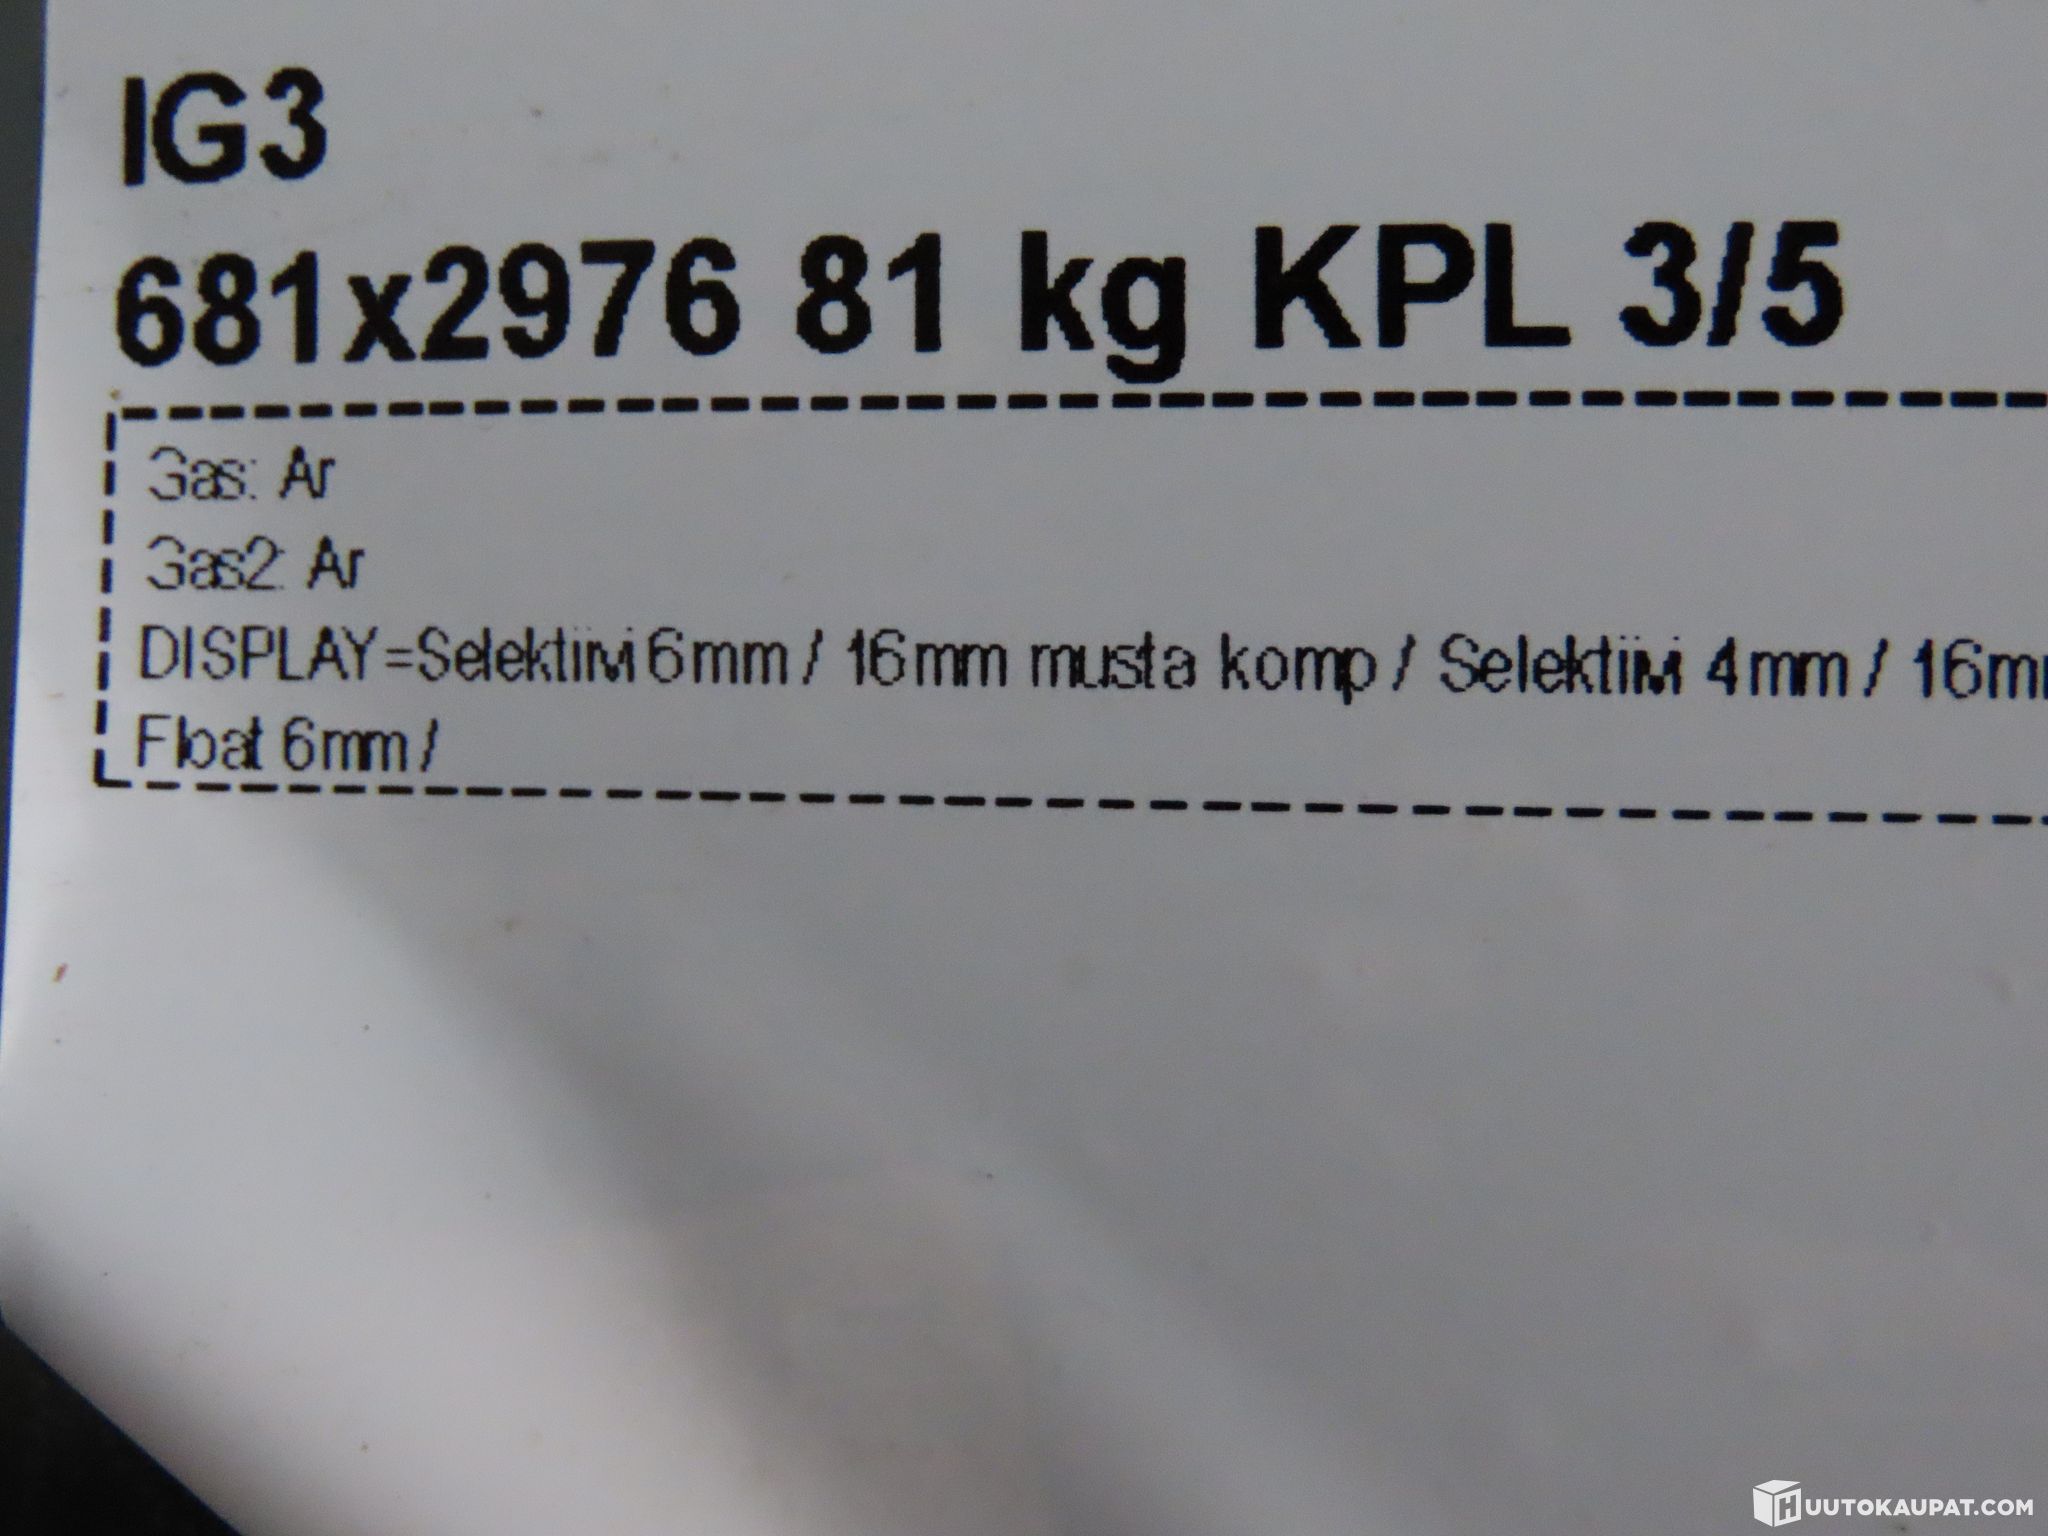 IG3
681x2976 81 kg KPL 3/5
Gas: Ar
Gas2: Ar
DISPLAY=Selektiivi 6mm / 16mm musta komp / Selektiivi 4mm / 16m
Float 6mm /
HUUTOKAUPAT.COM